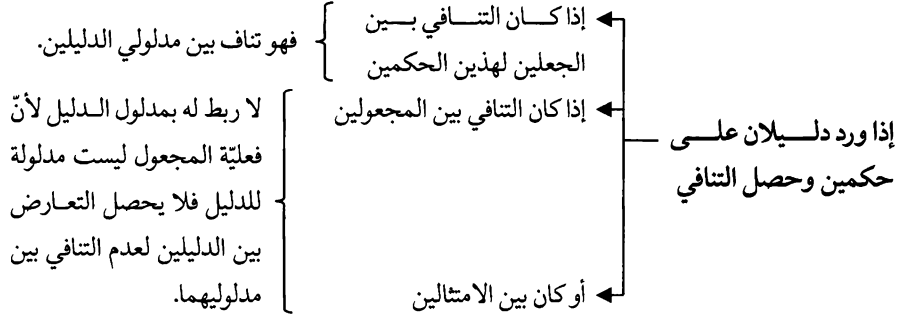 إذا ورد دليلان على
حكمين وحصل التنافي
إذا كان التنافي بين
الجعلين لهذين الحكمين
فهو تناف بين مدلولي الدليلين.
إذا كان التنافي بين المجعولين
أو كان بين الامتثالين
لا ربط له بمدلول الدليل لأنّ
فعليّة المجعول ليست مدلولة
للدليل فلا يحصل التعارض
بين الدليلين لعدم التنافي بين
مدلوليهما.